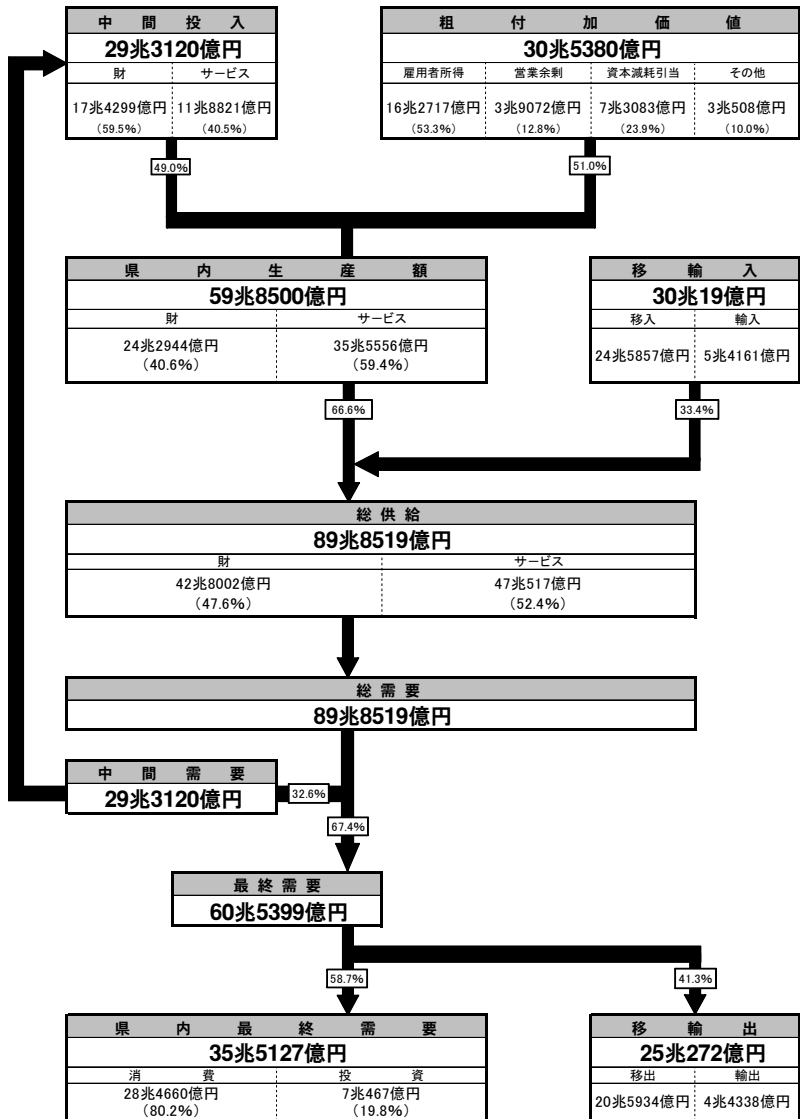 中間投入
29兆3120億円
財 サービス
17兆4299億円 11兆8821億円
(59.5%) (40.5%)
粗付加価値
30兆5380億円
雇用者所得 営業余剰 資本減耗引当 その他
16兆2717億円 3兆9072億円 7兆3083億円 3兆508億円
(53.3%) (12.8%) (23.9%) (10.0%)
49.0% 51.0%
県内生産額
59兆8500億円
財 サービス
24兆2944億円 35兆5556億円
(40.6%) (59.4%)
移輸入
30兆19億円
移入 輸入
24兆5857億円 5兆4161億円
66.6% 33.4%
総供給
89兆8519億円
財 サービス
42兆8002億円 47兆517億円
(47.6%) (52.4%)
総需要
89兆8519億円
中間需要
29兆3120億円
32.6%
67.4%
最終需要
60兆5399億円
58.7% 41.3%
県内最終需要
35兆5127億円
消費 投資
28兆4660億円 7兆467億円
(80.2%) (19.8%)
移輸出
25兆272億円
移出 輸出
20兆5934億円 4兆4338億円